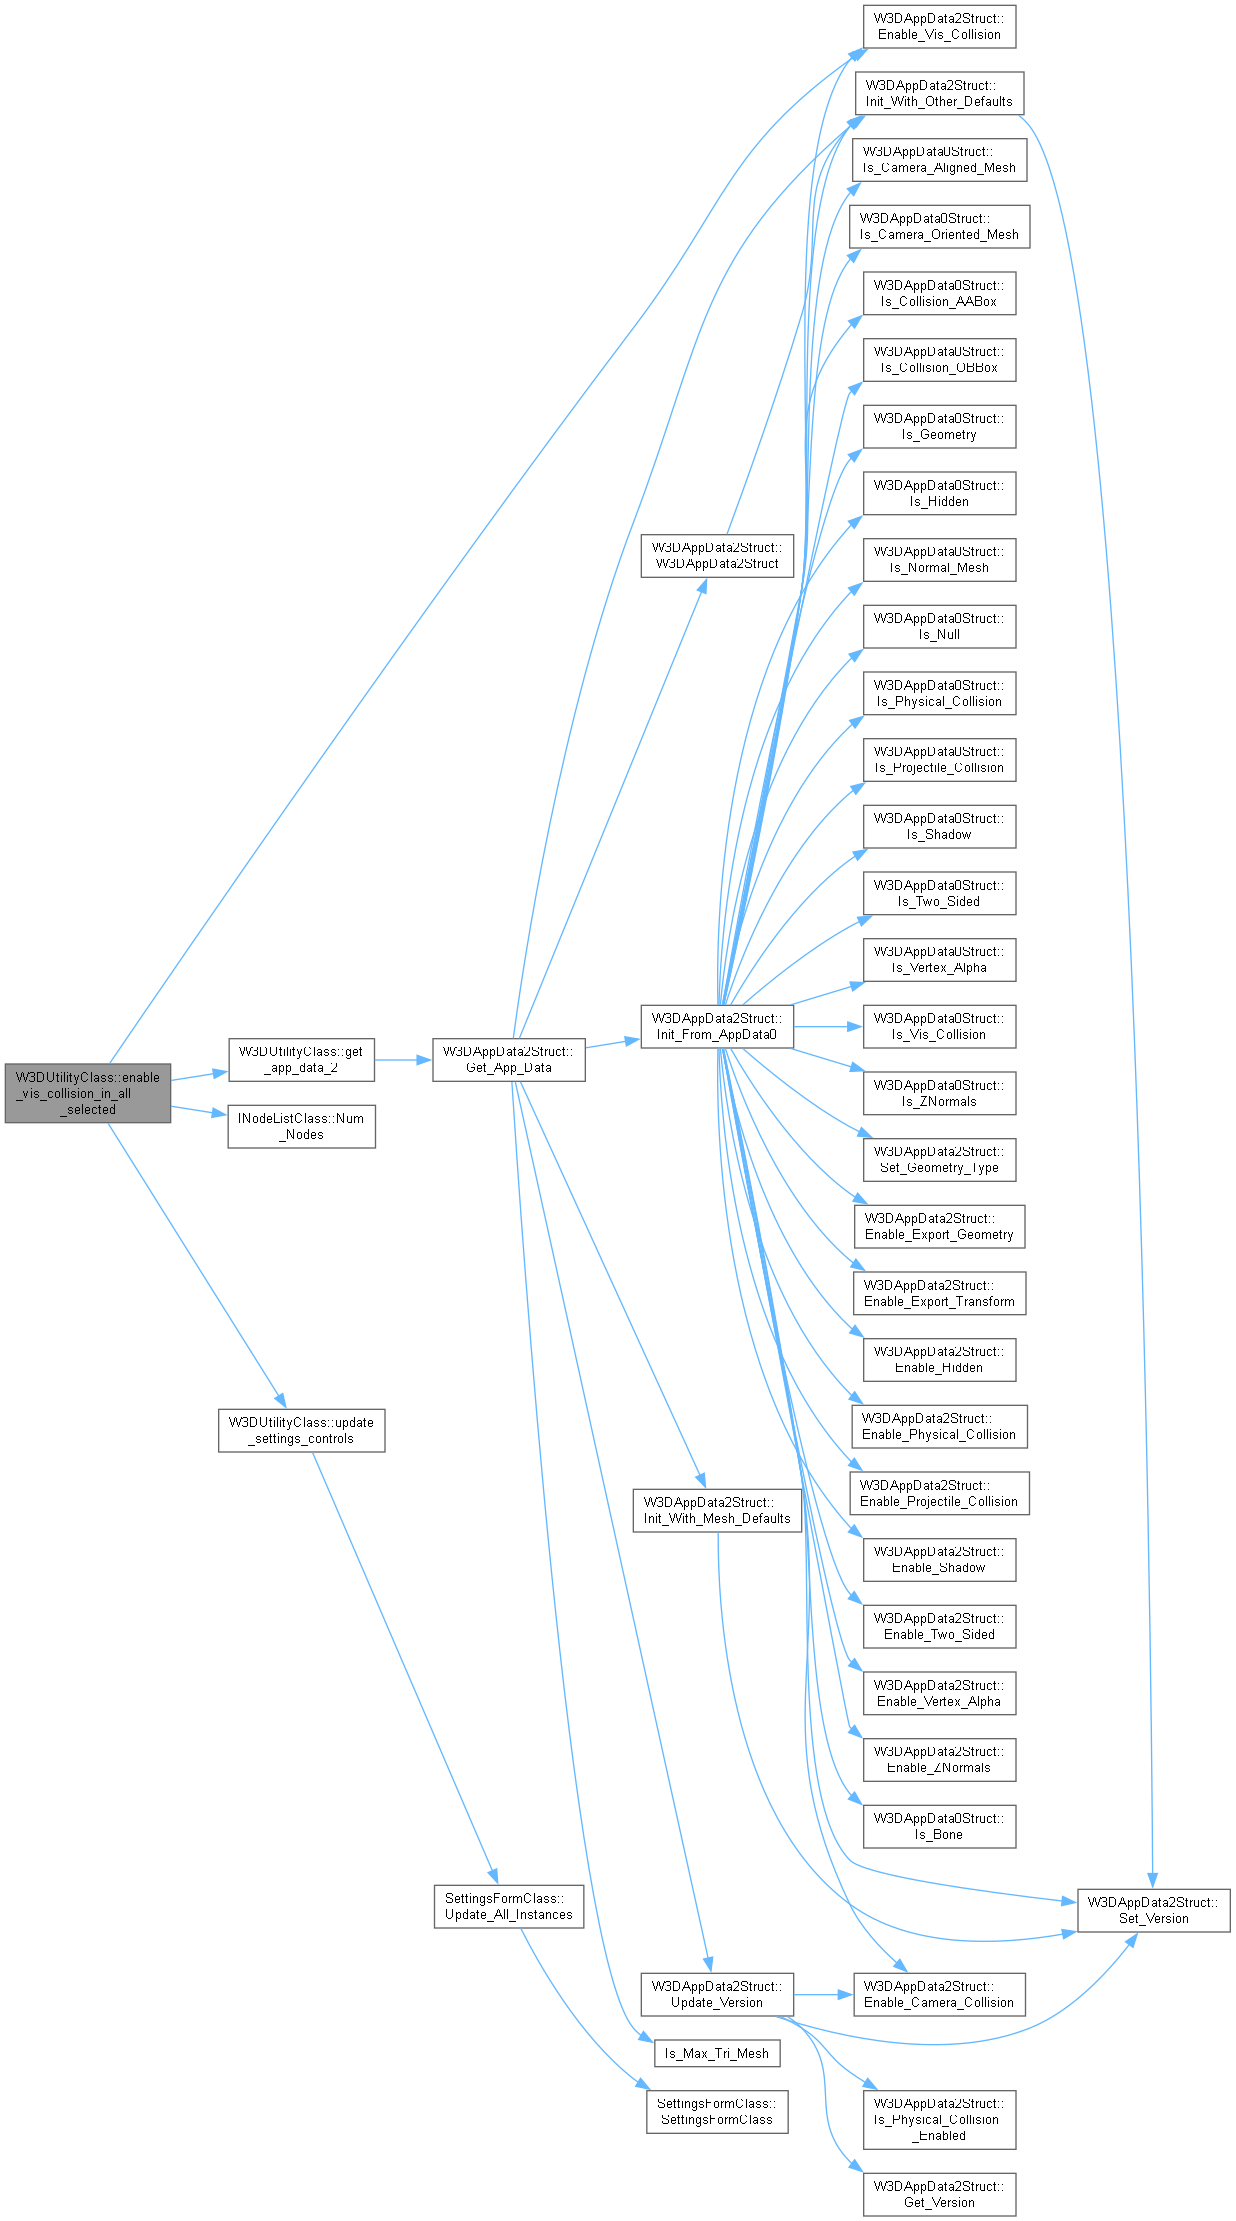 W3DUtilityClass::enable
_vis_collision_in_all
_selected
W3DUtilityClass::get
_app_data_2
INodeListClass::Num
_Nodes
W3DUtilityClass::update
_settings_controls
W3DAppData2Struct::
Get_App_Data
SettingsFormClass::
Update_All_Instances
W3DAppData2Struct::
W3DAppData2Struct
W3DAppData2Struct::
Init_From_AppData0
W3DAppData2Struct::
Init_With_Mesh_Defaults
W3DAppData2Struct::
Update_Version
Is_Max_Tri_Mesh
SettingsFormClass::
SettingsFormClass
W3DAppData2Struct::
Enable_Vis_Collision
W3DAppData2Struct::
Init_With_Other_Defaults
W3DAppData0Struct::
Is_Camera_Aligned_Mesh
W3DAppData0Struct::
Is_Camera_Oriented_Mesh
W3DAppData0Struct::
Is_Collision_AABox
W3DAppData0Struct::
Is_Collision_OBBox
W3DAppData0Struct::
Is_Geometry
W3DAppData0Struct::
Is_Hidden
W3DAppData0Struct::
Is_Normal_Mesh
W3DAppData0Struct::
Is_Null
W3DAppData0Struct::
Is_Physical_Collision
W3DAppData0Struct::
Is_Projectile_Collision
W3DAppData0Struct::
Is_Shadow
W3DAppData0Struct::
Is_Two_Sided
W3DAppData0Struct::
Is_Vertex_Alpha
W3DAppData0Struct::
Is_Vis_Collision
W3DAppData0Struct::
Is_ZNormals
W3DAppData2Struct::
Set_Geometry_Type
W3DAppData2Struct::
Enable_Export_Geometry
W3DAppData2Struct::
Enable_Export_Transform
W3DAppData2Struct::
Enable_Hidden
W3DAppData2Struct::
Enable_Physical_Collision
W3DAppData2Struct::
Enable_Projectile_Collision
W3DAppData2Struct::
Enable_Shadow
W3DAppData2Struct::
Enable_Two_Sided
W3DAppData2Struct::
Enable_Vertex_Alpha
W3DAppData2Struct::
Enable_ZNormals
W3DAppData0Struct::
Is_Bone
W3DAppData2Struct::
Set_Version
W3DAppData2Struct::
Enable_Camera_Collision
W3DAppData2Struct::
Is_Physical_Collision
_Enabled
W3DAppData2Struct::
Get_Version